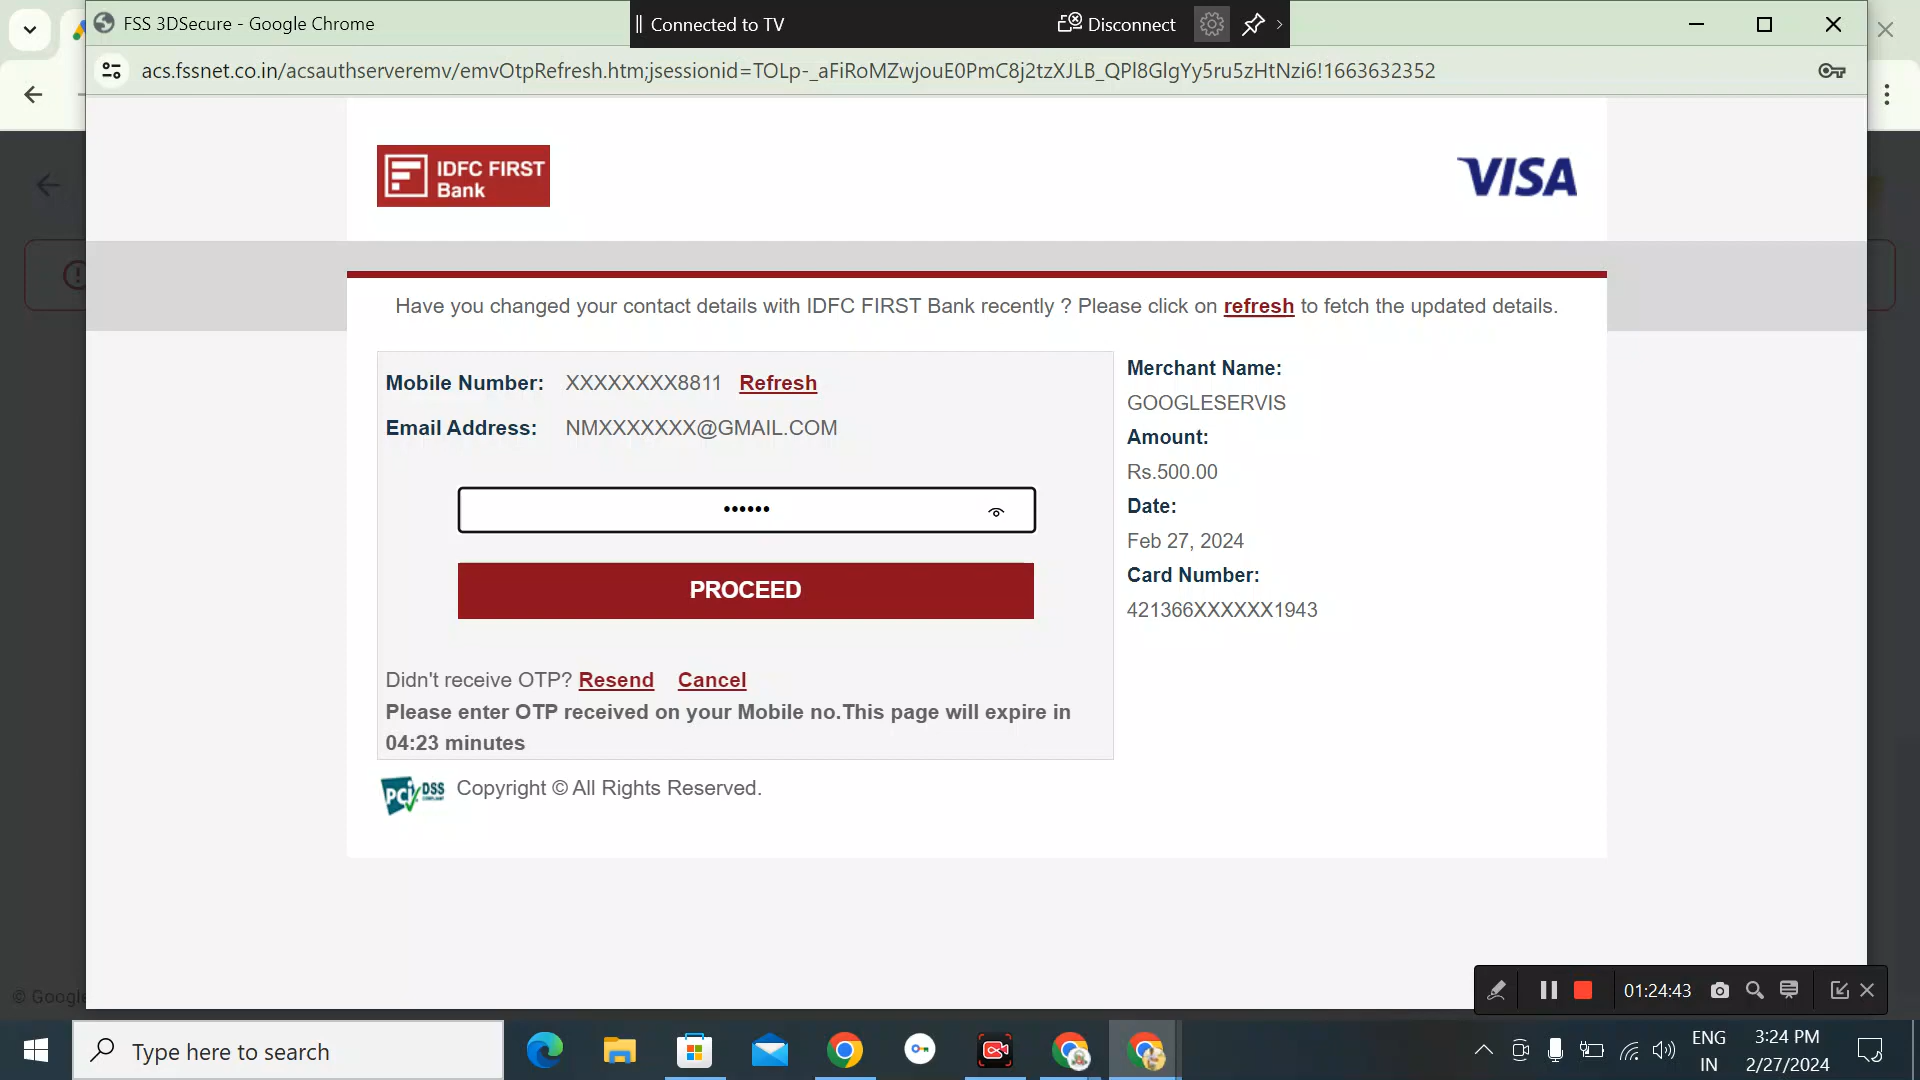 FSS 3DSecure - Google Chrome
Connected to TV
Disconnect
acs.fssnet.co.in/acsauthserveremv/emvOtpRefresh.htm;jsessionid=TOLp-_aFiRoMZwjouE0PmC8j2tzXJLB_QPl8GlgYy5ru5zHtNzi6!1663632352
IDFC FIRST
Bank
VISA
Have you changed your contact details with IDFC FIRST Bank recently ? Please click on refresh to fetch the updated details.
Mobile Number: XXXXXXXX8811 Refresh
Email Address: NMXXXXXXX@GMAIL.COM
••••••
PROCEED
Didn't receive OTP? Resend Cancel
Please enter OTP received on your Mobile no.This page will expire in
04:23 minutes
Merchant Name:
GOOGLESERVIS
Amount:
Rs.500.00
Date:
Feb 27, 2024
Card Number:
421366XXXXXX1943
PCI DSS
COMPLIANT
Copyright © All Rights Reserved.
© Google
01:24:43
Type here to search
ENG
IN
3:24 PM
2/27/2024